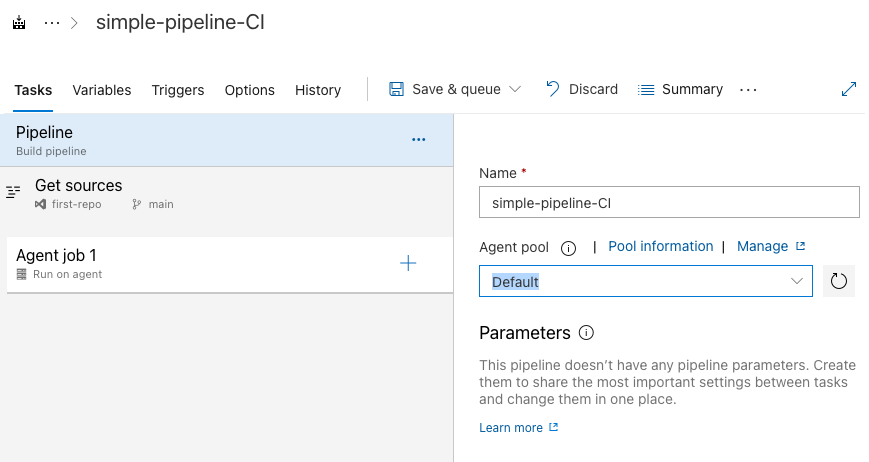 ··· > simple-pipeline-CI
Tasks Variables Triggers Options History Save & queue Discard Summary ···
Pipeline
Build pipeline
···
Get sources
first-repo main
Agent job 1
Run on agent
Name *
simple-pipeline-CI
Agent pool | Pool information | Manage
Default
Parameters
This pipeline doesn't have any pipeline parameters. Create
them to share the most important settings between tasks
and change them in one place.
Learn more